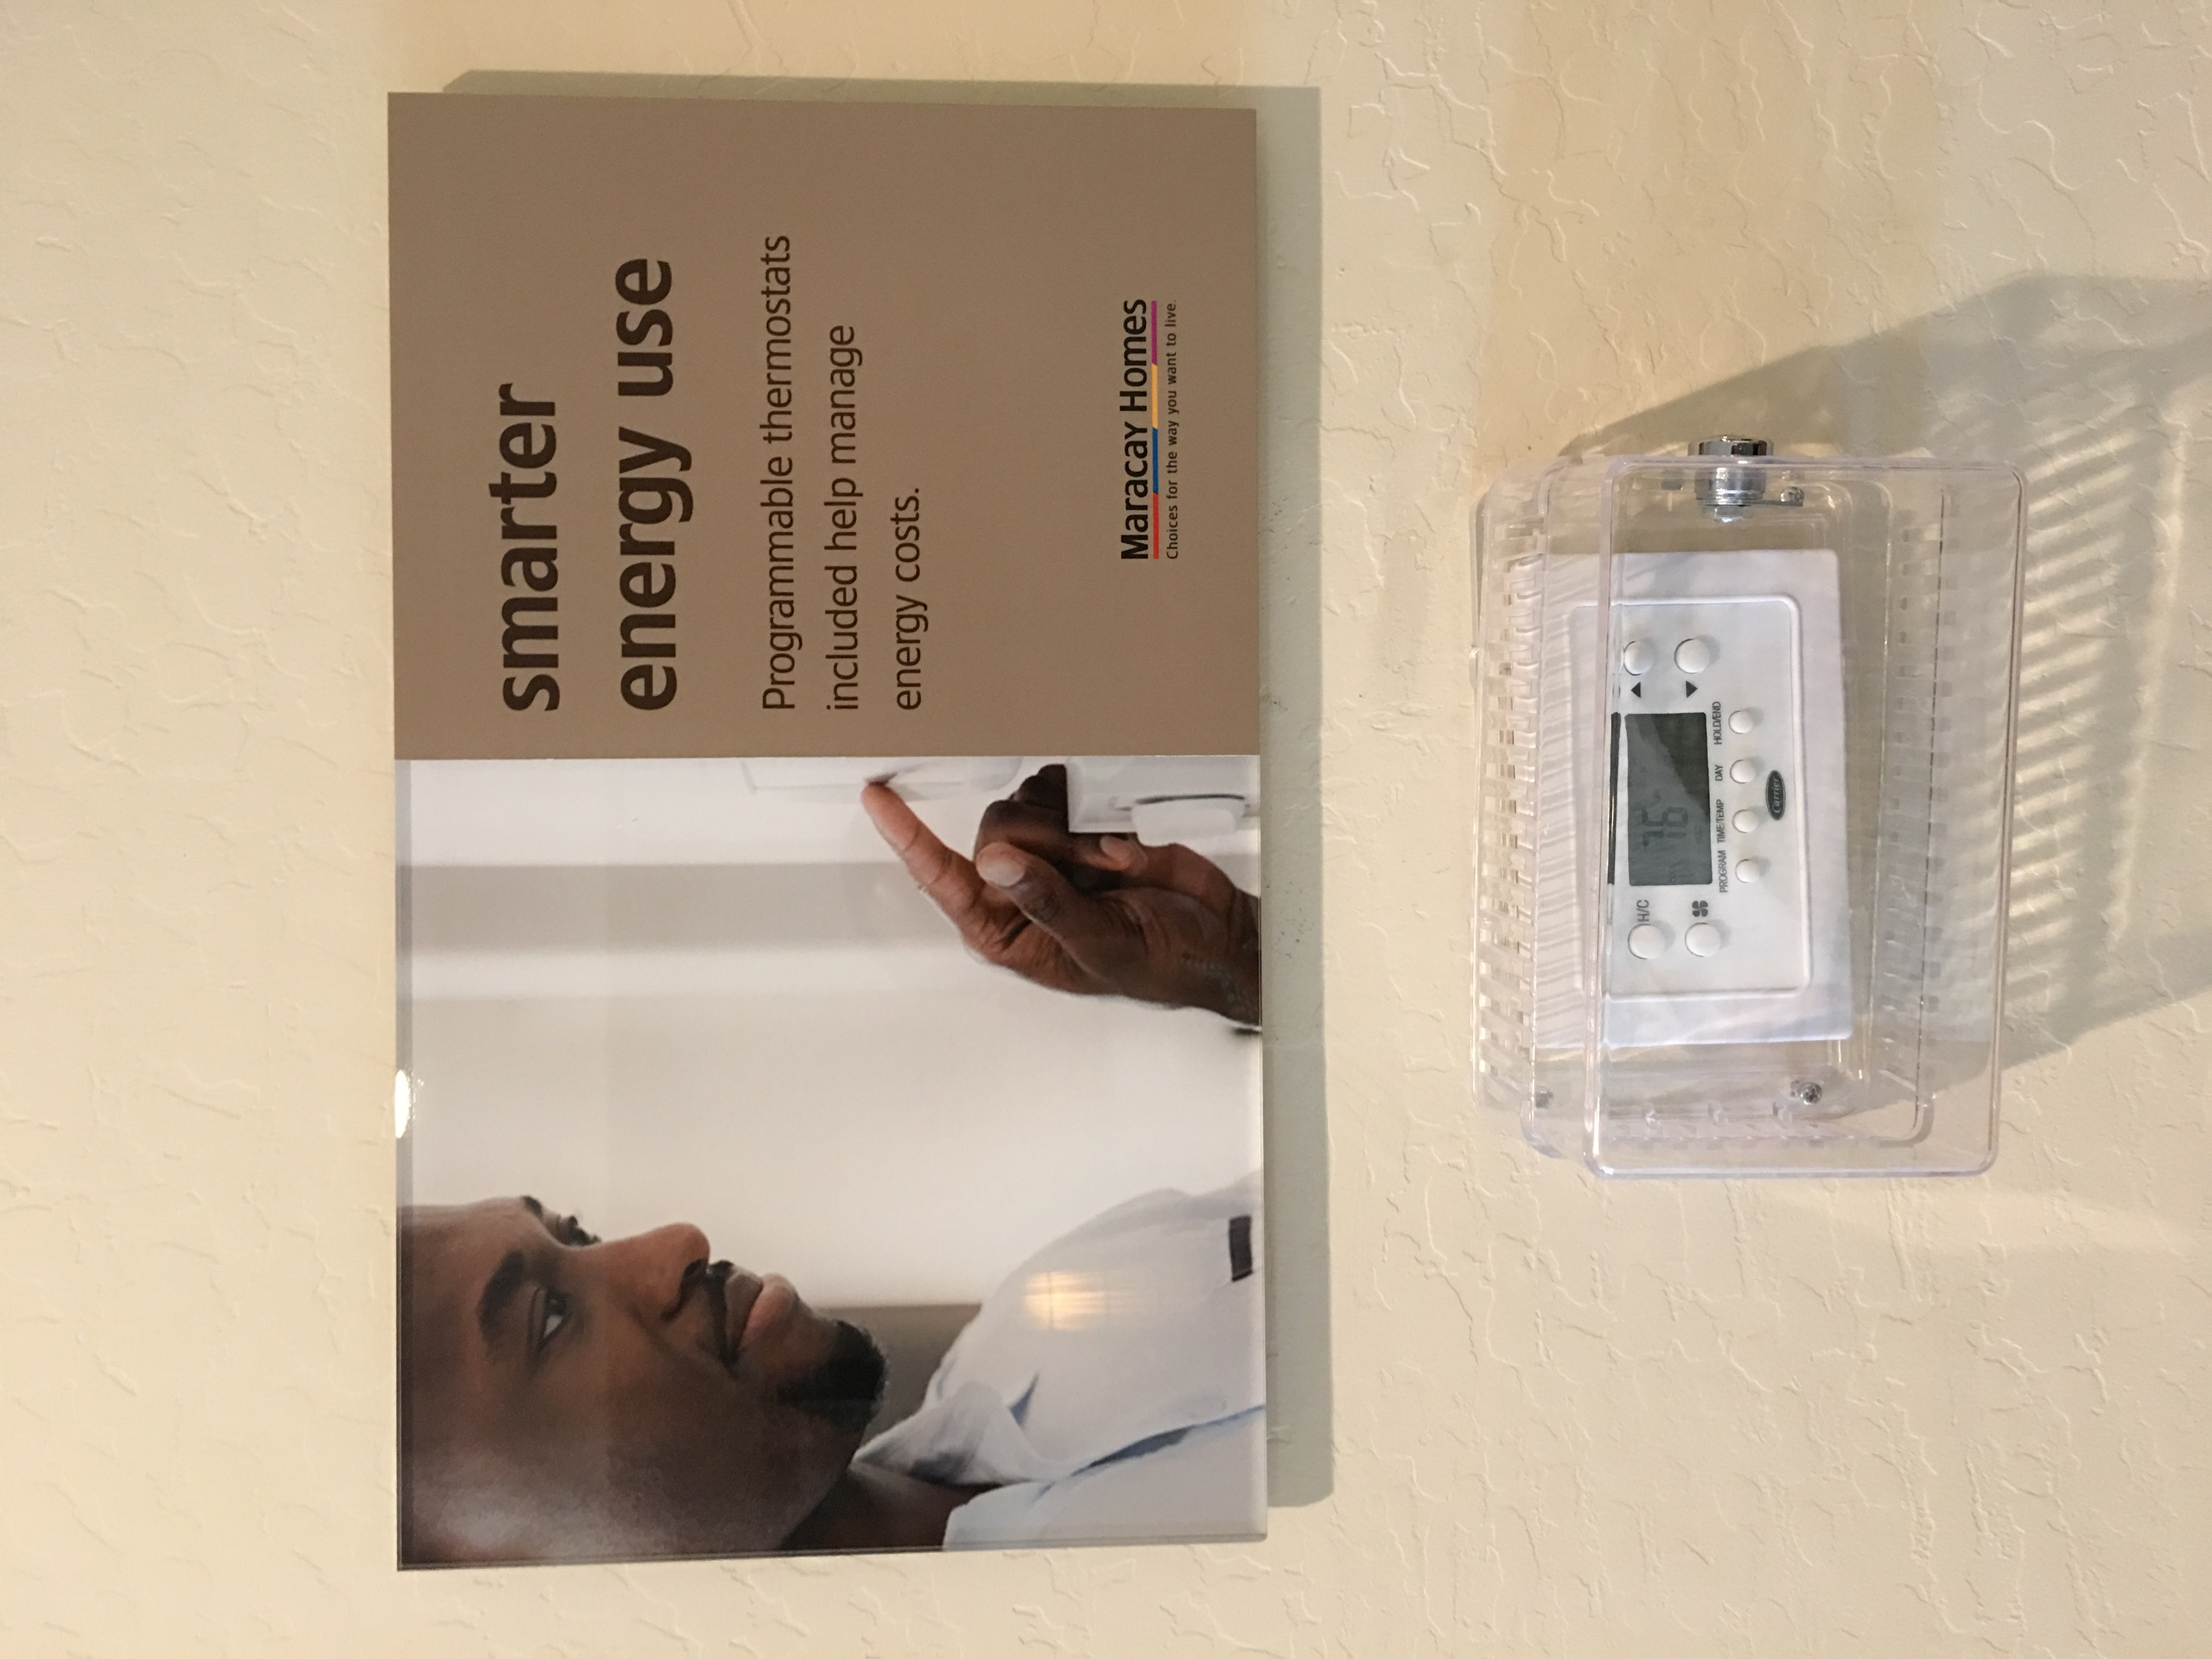 smarter
energy use
Programmable thermostats
included help manage
energy costs.
Maracay Homes
Choices for the way you want to live.
H/C
76
PROGRAM TIME/TEMP DAY HOLD/END
Carrier